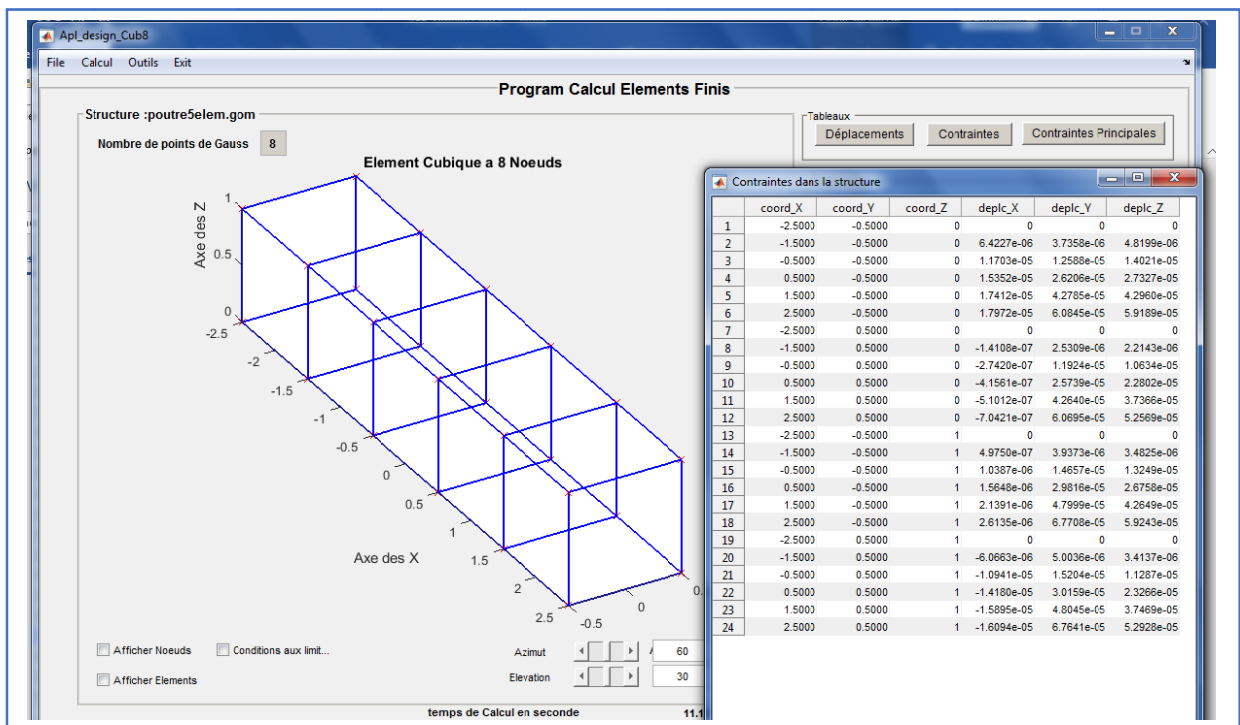 Apl_design_Cub8
File Calcul Outils Exit
Program Calcul Elements Finis
Structure :poutre5elem.gom
Nombre de points de Gauss 8
Tableaux
Déplacements Contraintes Contraintes Principales
Element Cubique a 8 Noeuds
Axe des Z
1
0.5
0
-2.5
-2
-1.5
-1
-0.5
0
0.5
1
1.5
2
2.5
Axe des X
-0.5
0
Afficher Noeuds Conditions aux limit...
Afficher Elements
Azimut 60
Elevation 30
temps de Calcul en seconde 11.1
Contraintes dans la structure
coord_X coord_Y coord_Z deplc_X deplc_Y deplc_Z
1 -2.5000 -0.5000 0 0 0 0
2 -1.5000 -0.5000 0 6.4227e-06 3.7358e-06 4.8199e-06
3 -0.5000 -0.5000 0 1.1703e-05 1.2588e-05 1.4021e-05
4 0.5000 -0.5000 0 1.5352e-05 2.6206e-05 2.7327e-05
5 1.5000 -0.5000 0 1.7412e-05 4.2785e-05 4.2960e-05
6 2.5000 -0.5000 0 1.7972e-05 6.0845e-05 5.9189e-05
7 -2.5000 0.5000 0 0 0 0
8 -1.5000 0.5000 0 -1.4108e-07 2.5309e-06 2.2143e-06
9 -0.5000 0.5000 0 -2.7420e-07 1.1924e-05 1.0634e-05
10 0.5000 0.5000 0 -4.1561e-07 2.5739e-05 2.2802e-05
11 1.5000 0.5000 0 -5.1012e-07 4.2640e-05 3.7366e-05
12 2.5000 0.5000 0 -7.0421e-07 6.0695e-05 5.2569e-05
13 -2.5000 -0.5000 1 0 0 0
14 -1.5000 -0.5000 1 4.9750e-07 3.9373e-06 3.4825e-06
15 -0.5000 -0.5000 1 1.0387e-06 1.4657e-05 1.3249e-05
16 0.5000 -0.5000 1 1.5648e-06 2.9816e-05 2.6758e-05
17 1.5000 -0.5000 1 2.1391e-06 4.7999e-05 4.2649e-05
18 2.5000 -0.5000 1 2.6135e-06 6.7708e-05 5.9243e-05
19 -2.5000 0.5000 1 0 0 0
20 -1.5000 0.5000 1 -6.0663e-06 5.0036e-06 3.4137e-06
21 -0.5000 0.5000 1 -1.0941e-05 1.5204e-05 1.1287e-05
22 0.5000 0.5000 1 -1.4180e-05 3.0159e-05 2.3266e-05
23 1.5000 0.5000 1 -1.5895e-05 4.8045e-05 3.7469e-05
24 2.5000 0.5000 1 -1.6094e-05 6.7641e-05 5.2928e-05